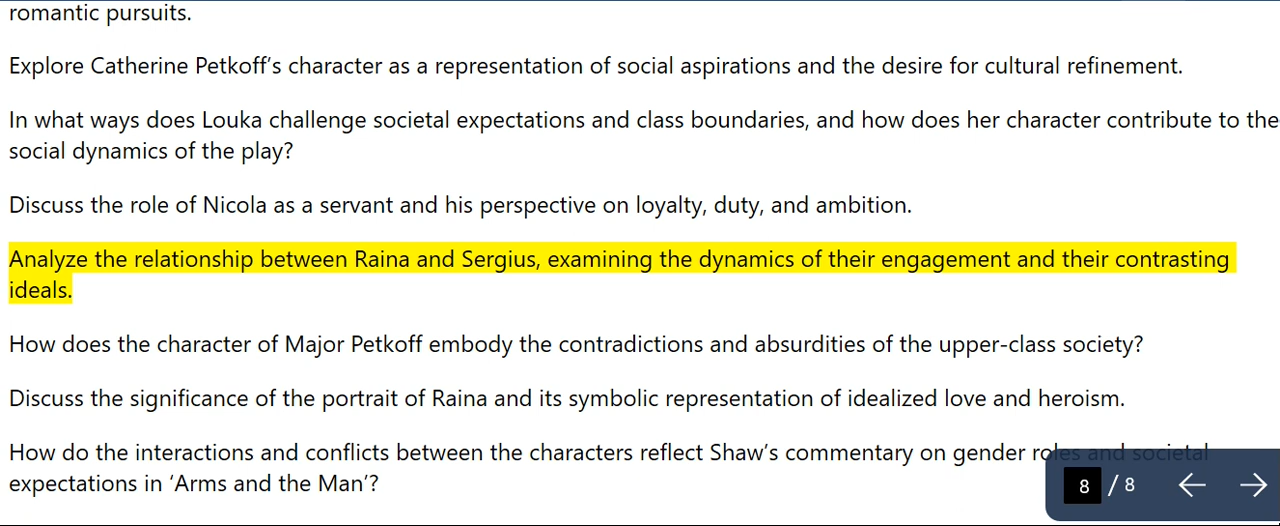 romantic pursuits.
Explore Catherine Petkoff’s character as a representation of social aspirations and the desire for cultural refinement.
In what ways does Louka challenge societal expectations and class boundaries, and how does her character contribute to the
social dynamics of the play?
Discuss the role of Nicola as a servant and his perspective on loyalty, duty, and ambition.
Analyze the relationship between Raina and Sergius, examining the dynamics of their engagement and their contrasting
ideals.
How does the character of Major Petkoff embody the contradictions and absurdities of the upper-class society?
Discuss the significance of the portrait of Raina and its symbolic representation of idealized love and heroism.
How do the interactions and conflicts between the characters reflect Shaw’s commentary on gender roles and societal
expectations in ‘Arms and the Man’?
8 / 8